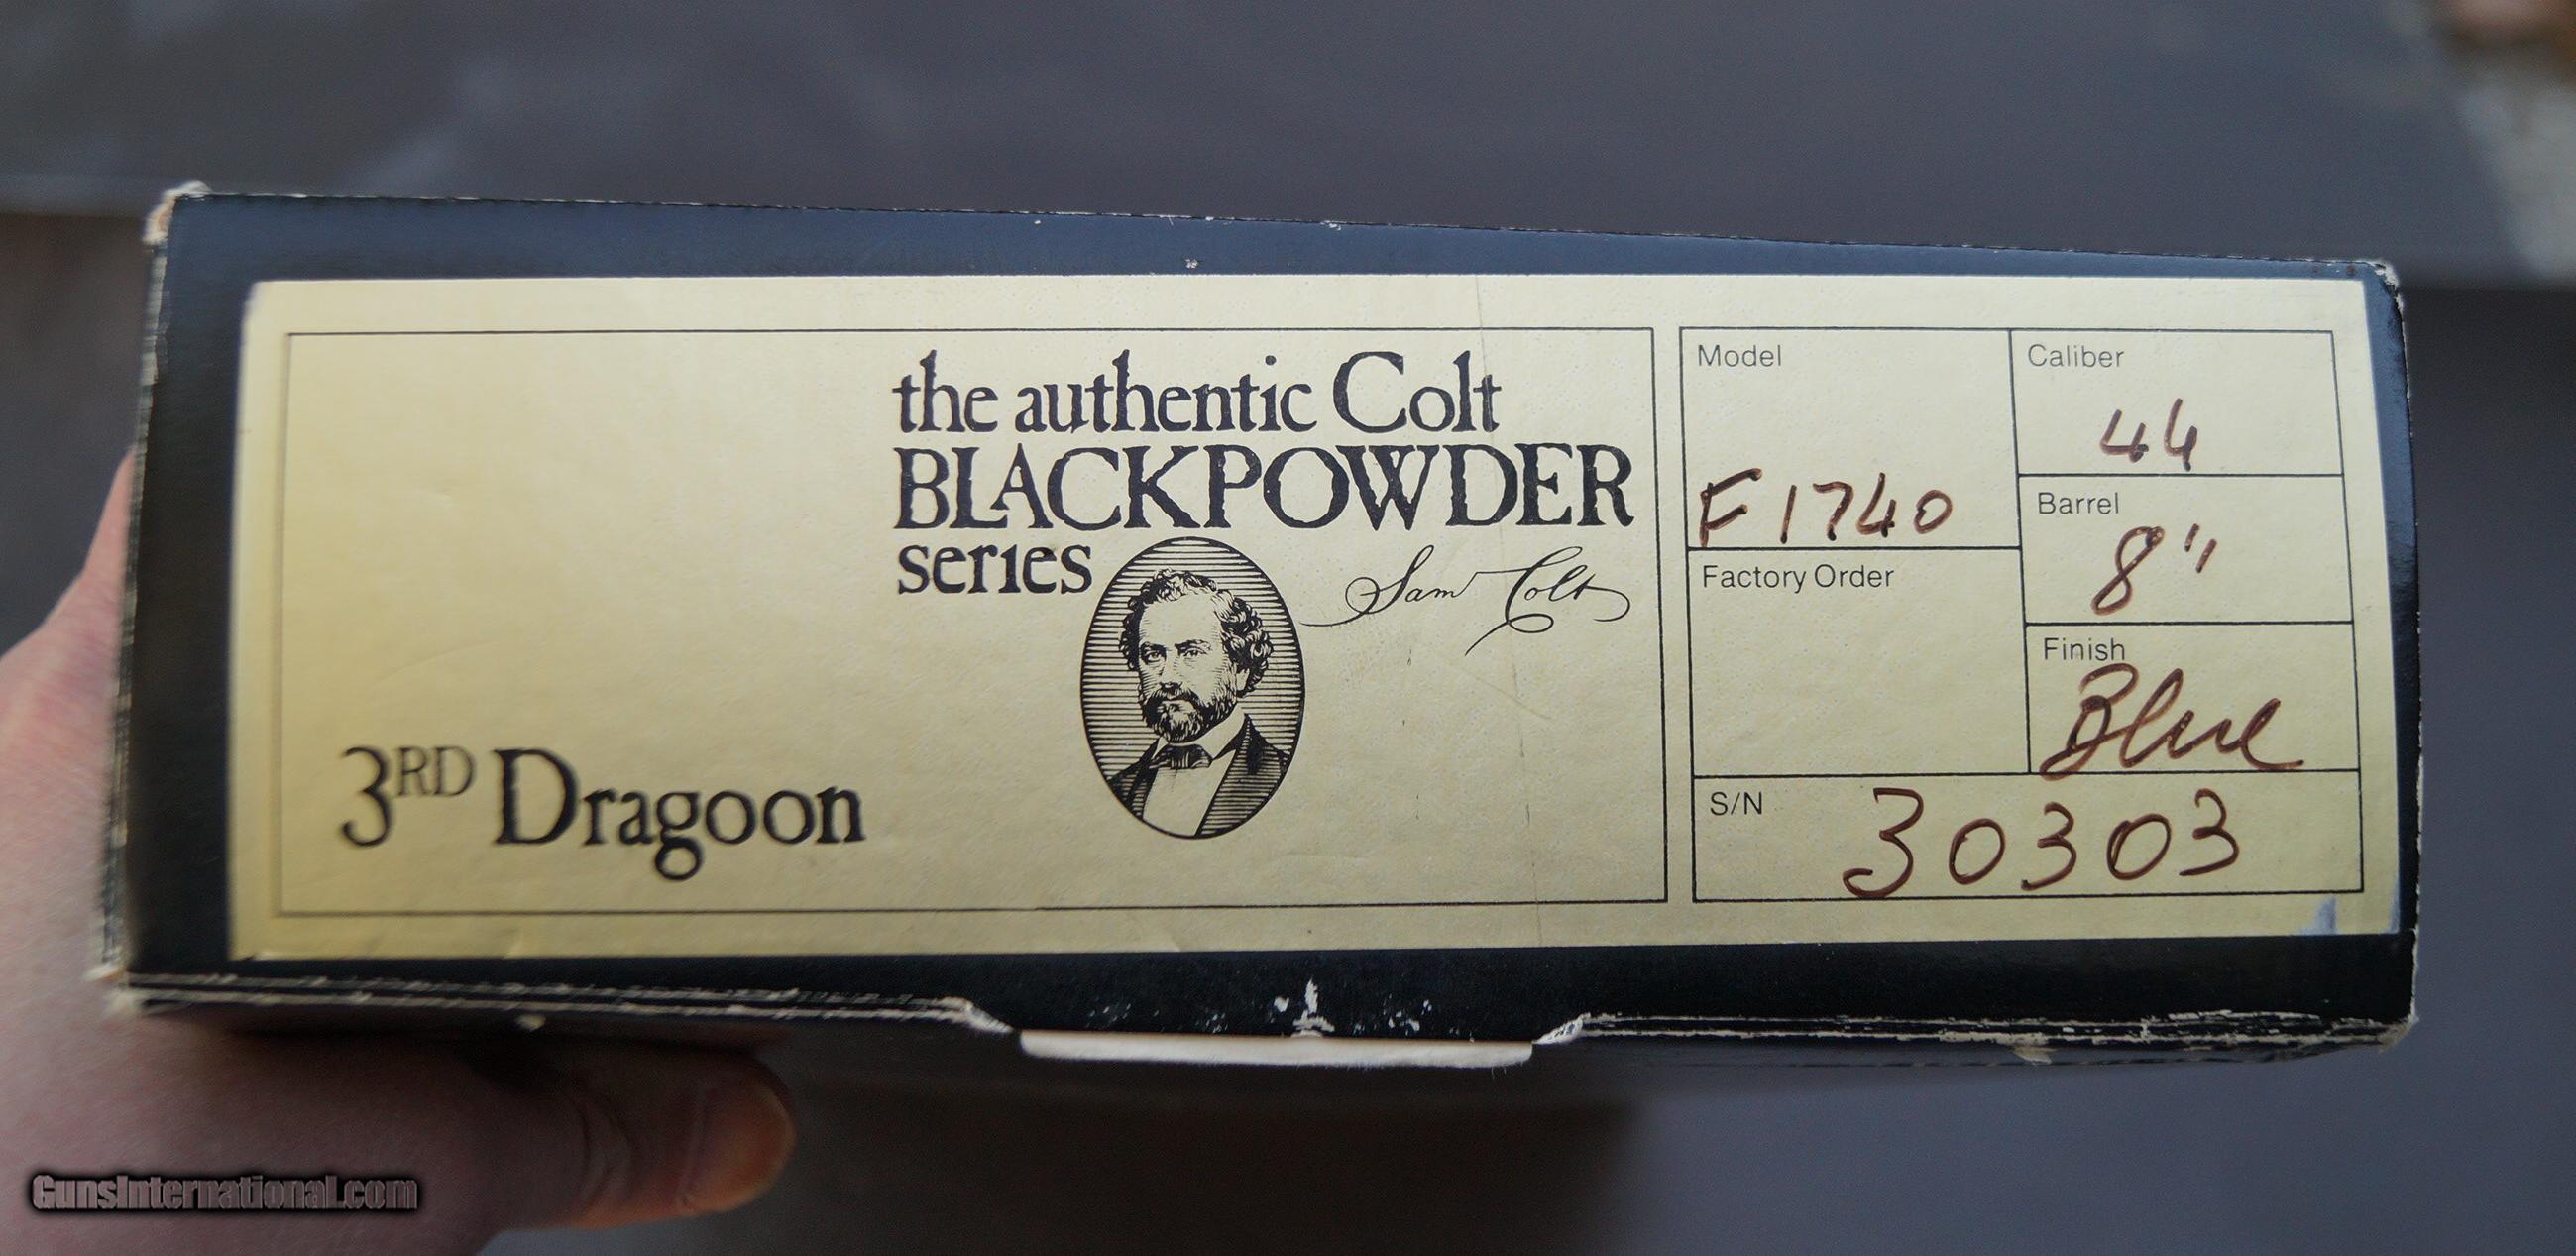 the authentic Colt
BLACKPOWDER
series
Sam Colt
3RD Dragoon
Model
F1740
Caliber
44
Barrel
8"
Factory Order
Finish
Blue
S/N
30303
GunsInternational.com